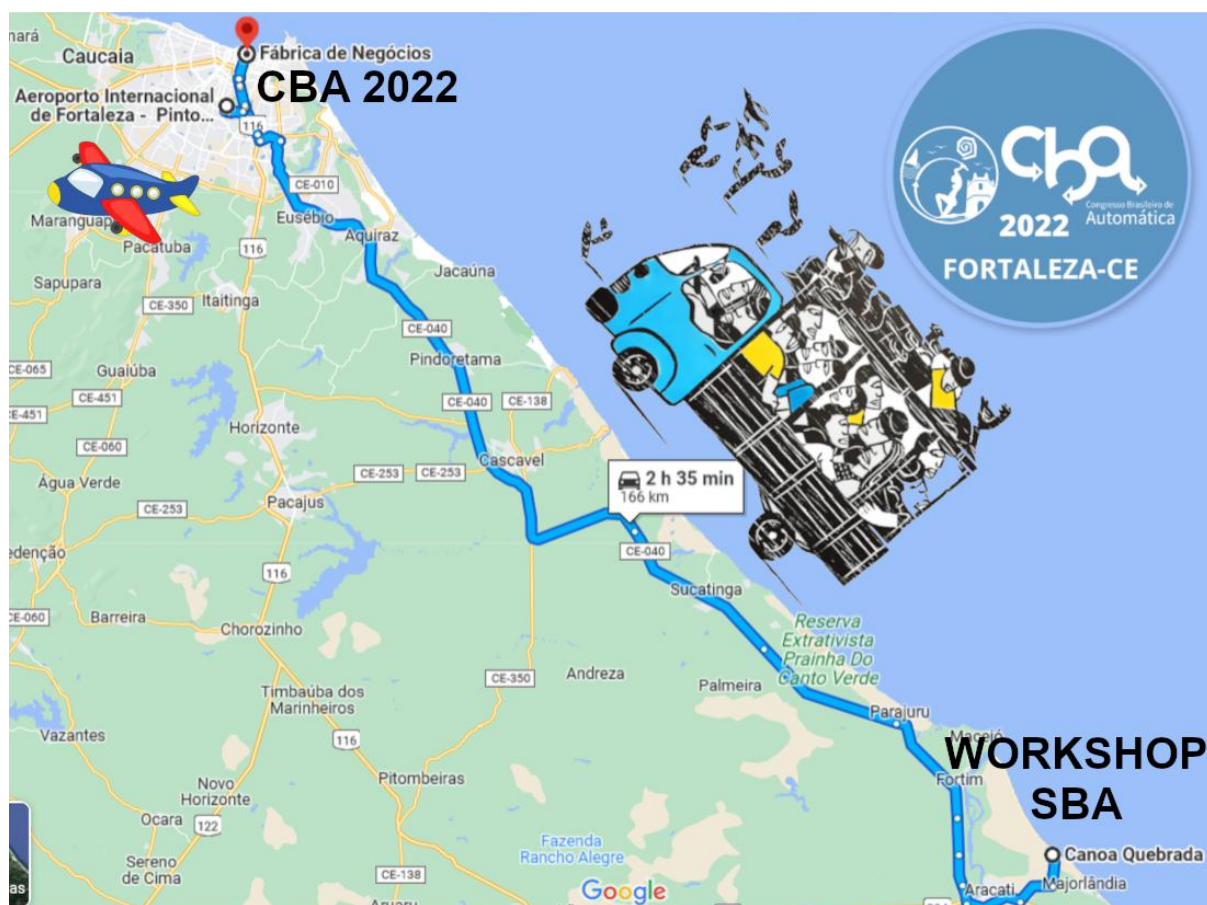 Caucaia
Fábrica de Negócios
CBA 2022
Aeroporto Internacional
de Fortaleza - Pinto...
116
CE-010
Eusébio
Aquiraz
Maranguap
Pacatuba
116
Sapupara
Jacaúna
CE-350
Itaitinga
CE-040
Pindoretama
CE-065
Guaiúba
CE-451
CE-451
CE-040
CE-138
Horizonte
CE-060
Cascavel
CE-253
CE-253
Água Verde
Pacajus
CE-253
2 h 35 min
166 km
CE-040
edenção
116
Sucatinga
CE-060
Barreira
Chorozinho
Reserva
Extrativista
Prainha Do
Canto Verde
Andreza
CE-350
Palmeira
Timbaúba dos
Marinheiros
Parajuru
Vazantes
116
Maceió
WORKSHOP
SBA
Fortim
Pitombeiras
Novo
Horizonte
Ocara
122
Fazenda
Rancho Alegre
Sereno
de Cima
Canoa Quebrada
CE-138
Google
Aracati
Majorlândia
as
cba
Congresso Brasileiro de
Automática
2022
FORTALEZA-CE